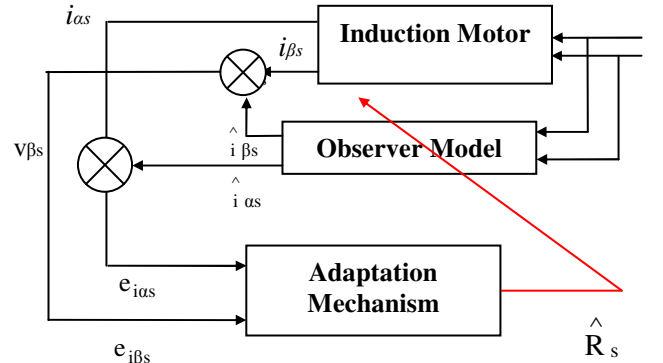 iαs
Induction Motor
iβs
vβs
^
i βs
Observer Model
^
i αs
Adaptation
Mechanism
eiαs
eiβs
^
R s